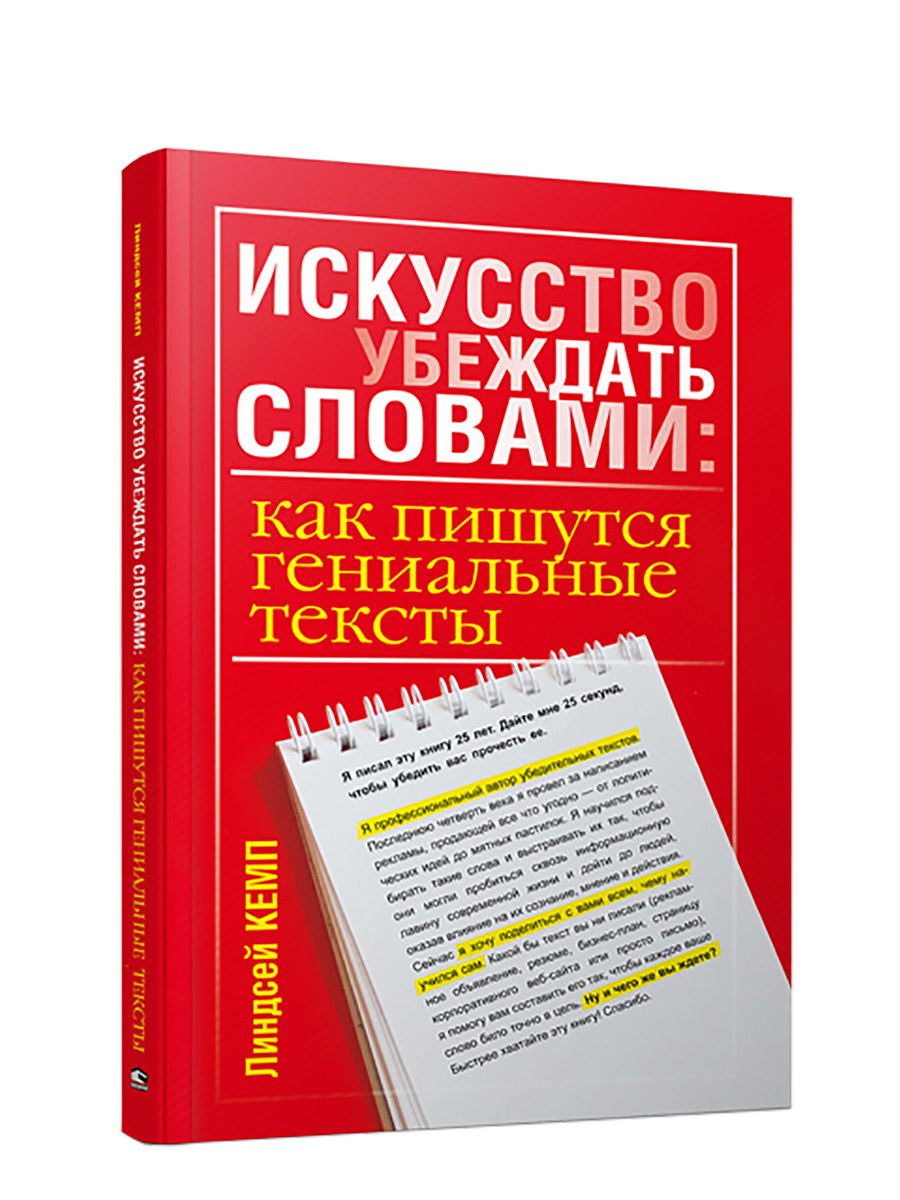 Линдсей КЕМП ИСКУССТВО УБЕЖДАТЬ СЛОВАМИ: КАК ПИШУТСЯ ГЕНИАЛЬНЫЕ ТЕКСТЫ
ИСКУССТВО
УБЕЖДАТЬ
СЛОВАМИ:
как пишутся
гениальные
тексты
Я писал эту книгу 25 лет. Дайте мне 25 секунд,
чтобы убедить вас прочесть ее.
Я профессиональный автор убедительных текстов.
Последнюю четверть века я провел за написанием
рекламы, продающей все что угодно — от полити-
ческих идей до мятных пастилок. Я научился под-
бирать такие слова и выстраивать их так, чтобы
они могли пробиться сквозь информационную
лавину современной жизни и дойти до людей,
оказав влияние на их сознание, мнение и действия.
Сейчас я хочу поделиться с вами всем, чему на-
учился сам. Какой бы текст вы ни писали (реклам-
ное объявление, резюме, бизнес-план, страницу
корпоративного веб-сайта или просто письмо),
я помогу вам составить его так, чтобы каждое ваше
слово било точно в цель. Ну и чего же вы ждете?
Быстрее хватайте эту книгу! Спасибо.
Линдсей КЕМП